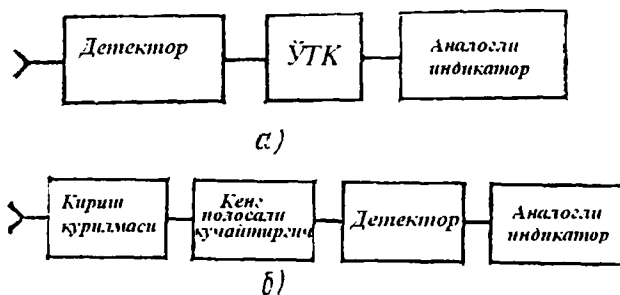 Детектор
ЎТК
Аналогли
индикатор
а)
Кириш
қурилмаси
Кенг
полосали
кучайтиргич
Детектор
Аналогли
индикатор
б)